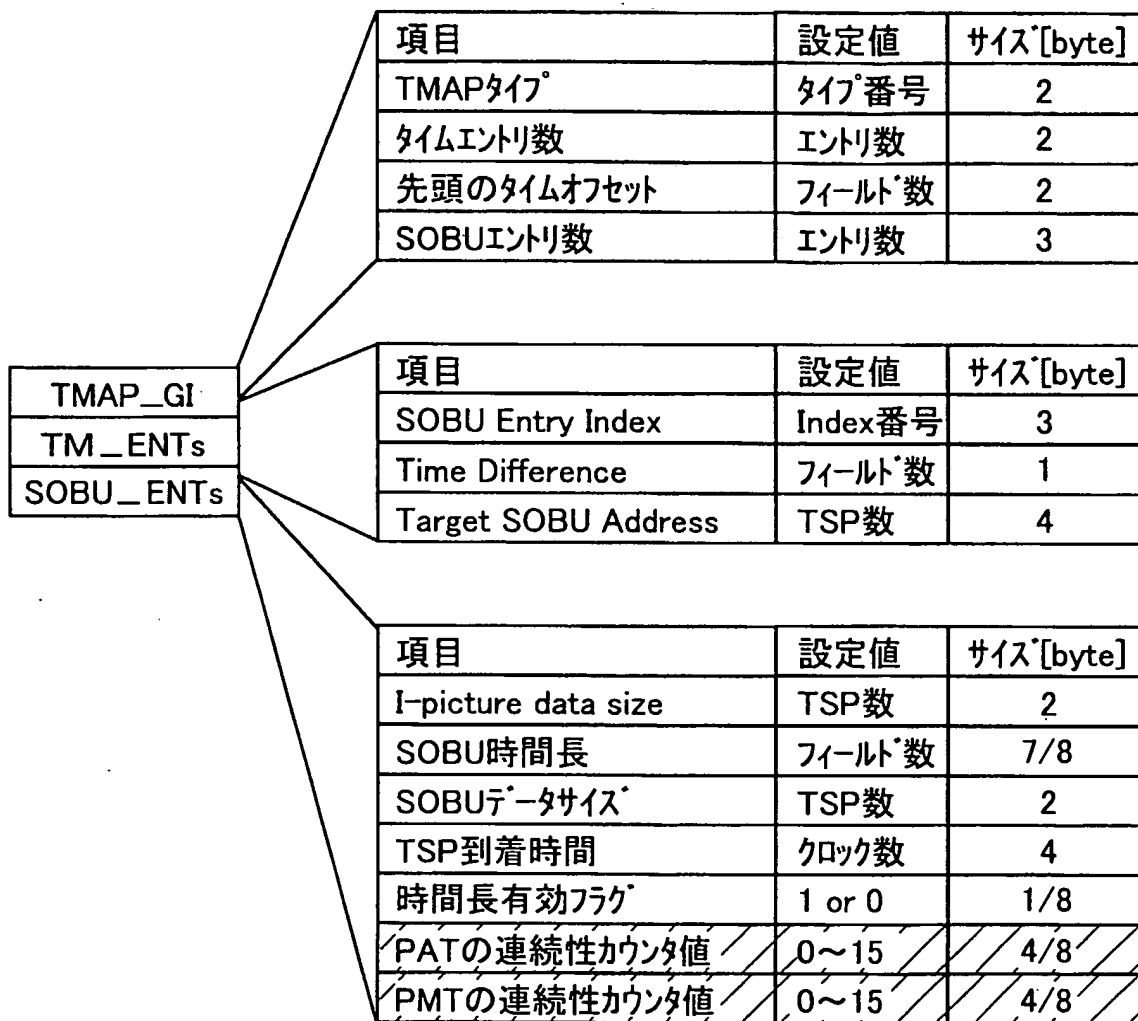 項目 設定値 サイズ[byte]
TMAPタイプ タイプ番号 2
タイムエントリ数 エントリ数 2
先頭のタイムオフセット フィールド数 2
SOBUエントリ数 エントリ数 3
TMAP_GI
TM_ENTs
SOBU_ENTs
項目 設定値 サイズ[byte]
SOBU Entry Index Index番号 3
Time Difference フィールド数 1
Target SOBU Address TSP数 4
項目 設定値 サイズ[byte]
I-picture data size TSP数 2
SOBU時間長 フィールド数 7/8
SOBUデータサイズ TSP数 2
TSP到着時間 クロック数 4
時間長有効フラグ 1 or 0 1/8
PATの連続性カウンタ値 0~15 4/8
PMTの連続性カウンタ値 0~15 4/8